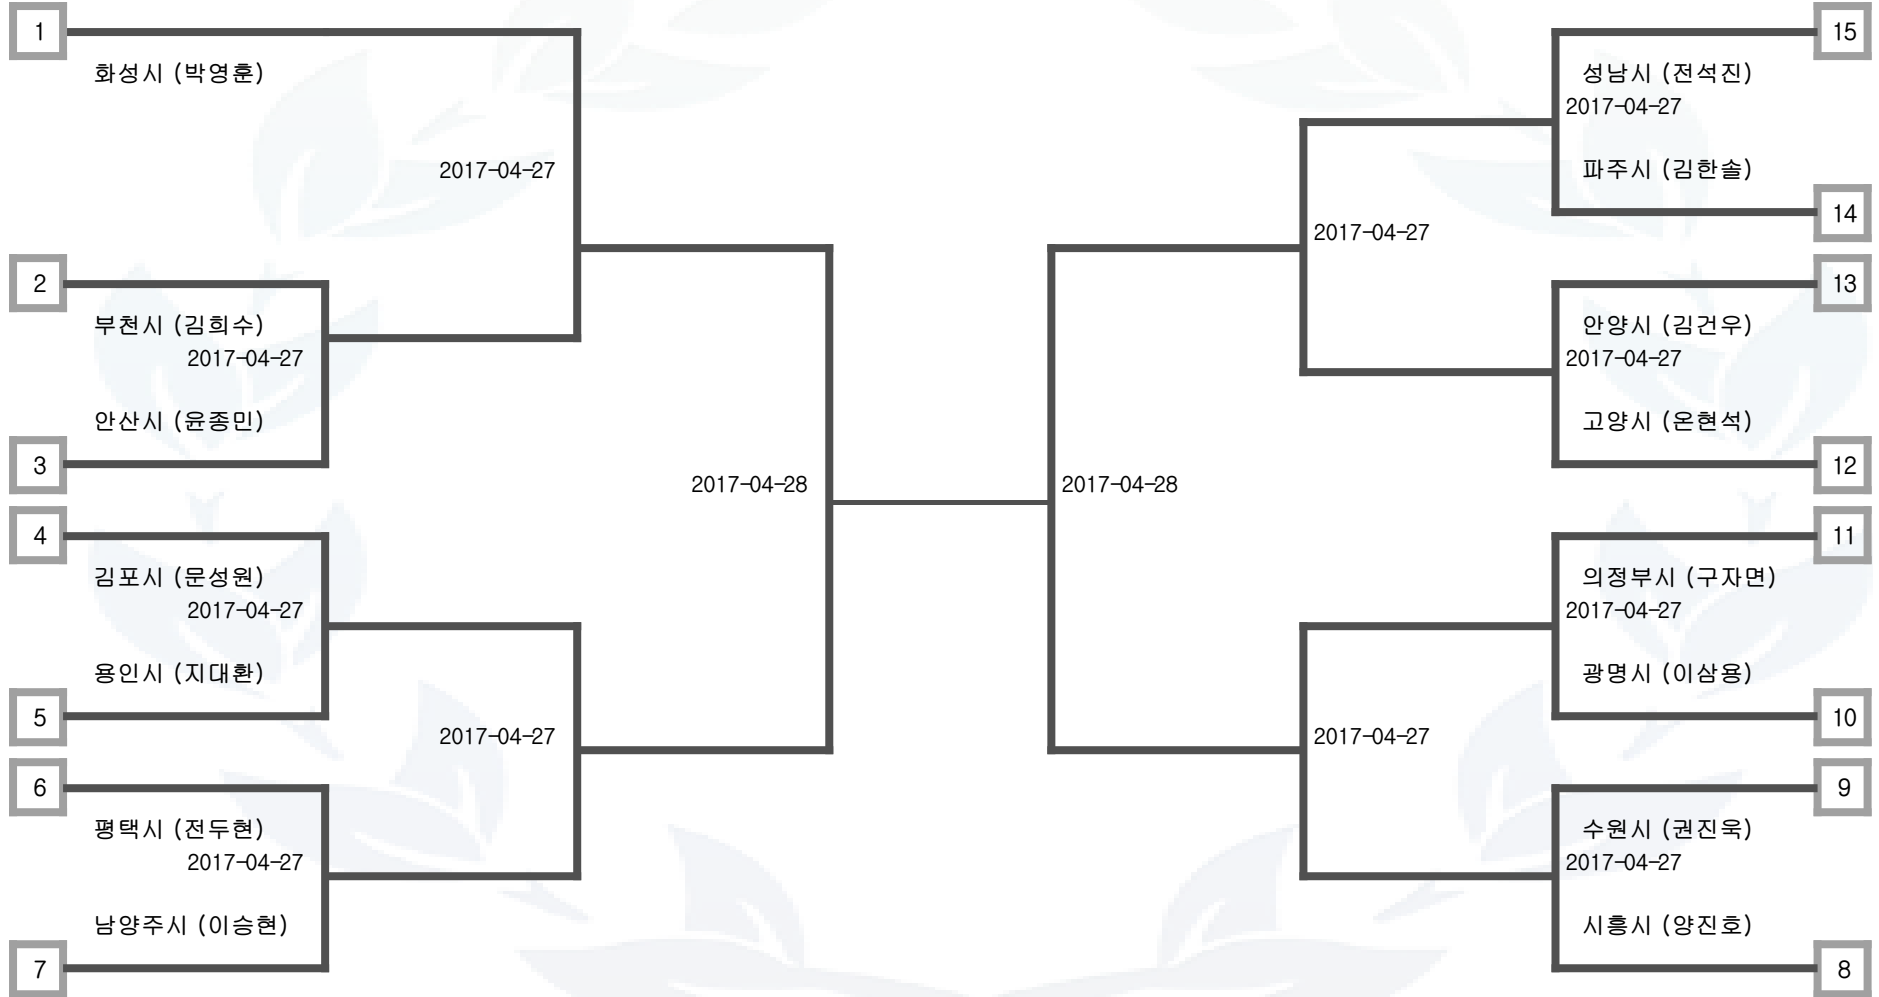 1
화성시 (박영훈)
2017-04-27
2
부천시 (김희수)
2017-04-27
안산시 (윤종민)
3
4
김포시 (문성원)
2017-04-27
용인시 (지대환)
5
2017-04-27
6
평택시 (전두현)
2017-04-27
남양주시 (이승현)
7
2017-04-28
2017-04-28
15
성남시 (전석진)
2017-04-27
파주시 (김한솔)
14
2017-04-27
13
안양시 (김건우)
2017-04-27
고양시 (온현석)
12
11
의정부시 (구자면)
2017-04-27
광명시 (이삼용)
10
2017-04-27
9
수원시 (권진욱)
2017-04-27
시흥시 (양진호)
8